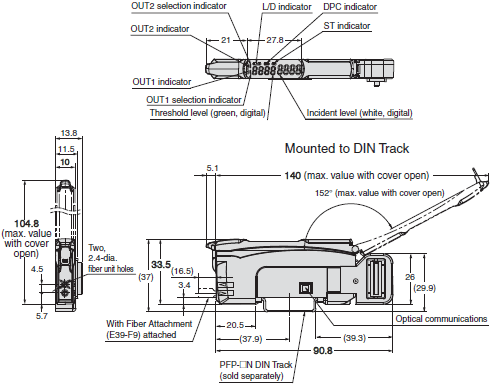 OUT2 selection indicator
L/D indicator
DPC indicator
OUT2 indicator
ST indicator
21
27.8
OUT1 indicator
OUT1 selection indicator
Threshold level (green, digital)
Incident level (white, digital)
Mounted to DIN Track
13.8
11.5
10
5.1
140 (max. value with cover open)
152° (max. value with cover open)
104.8
(max. value
with cover
open)
Two,
2.4-dia.
fiber unit holes
4.5
5.7
(37)
33.5
(16.5)
3.4
26
(29.9)
With Fiber Attachment
(E39-F9) attached
20.5
(37.9)
(39.3)
Optical communications
90.8
PFP-□N DIN Track
(sold separately)